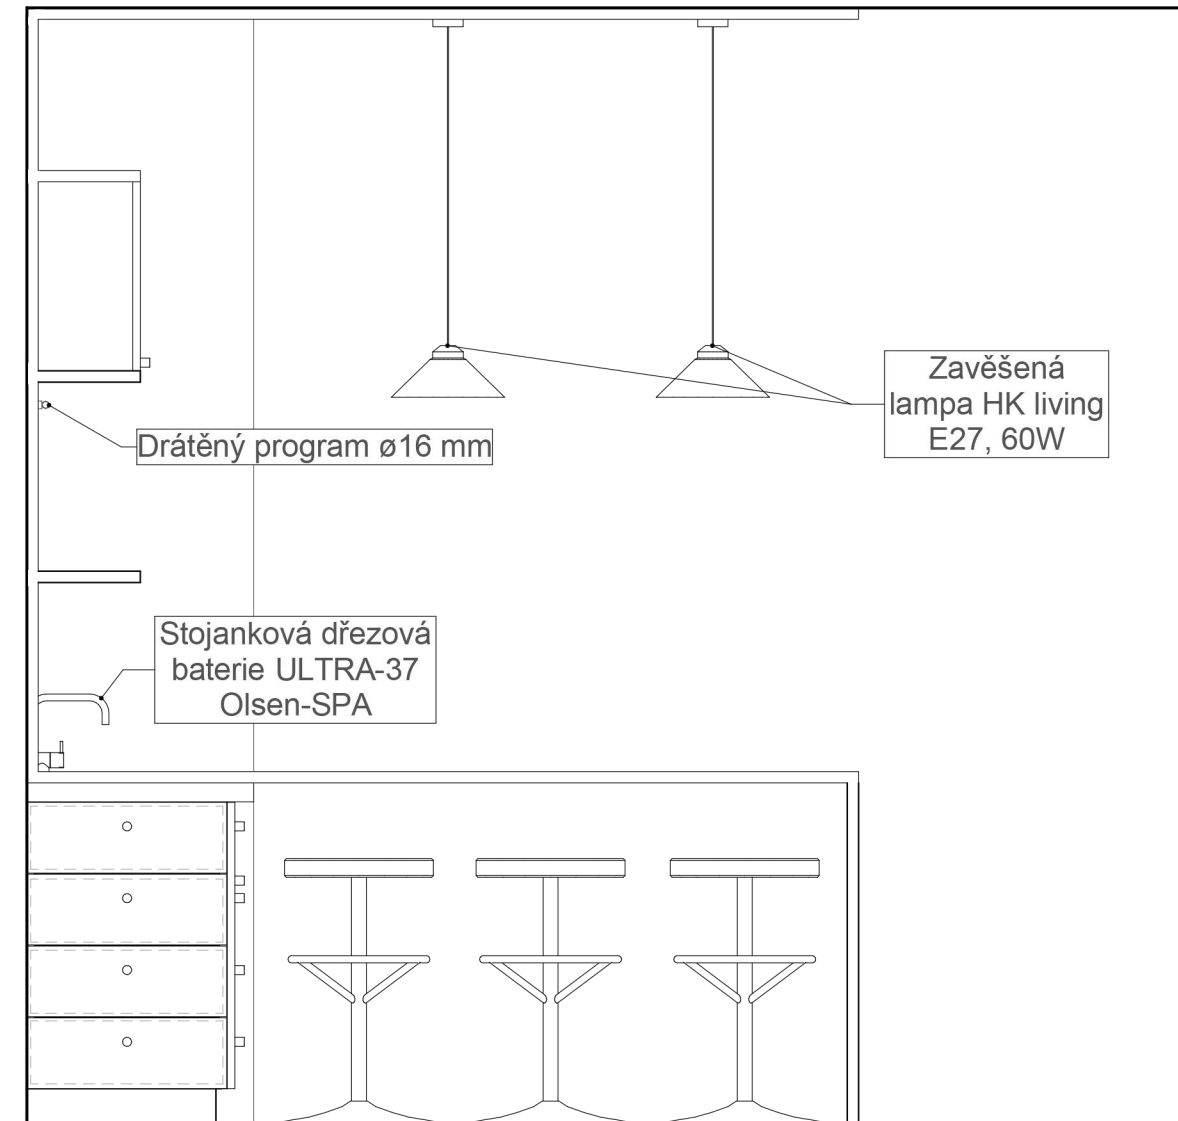 Zavěšená
lampa HK living
E27, 60W
Drátěný program ø16 mm
Stojanková dřezová
baterie ULTRA-37
Olsen-SPA